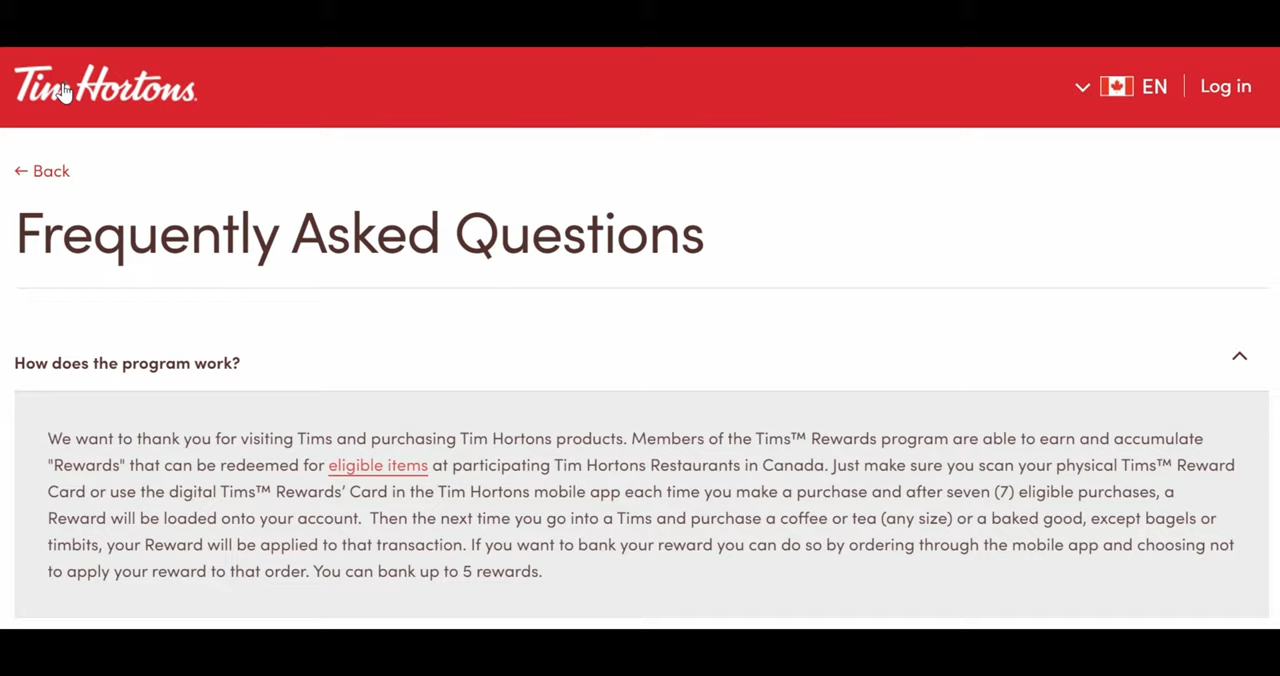 Tim Hortons.
EN
Log in
← Back
Frequently Asked Questions
How does the program work?
We want to thank you for visiting Tims and purchasing Tim Hortons products. Members of the Tims™ Rewards program are able to earn and accumulate
"Rewards" that can be redeemed for eligible items at participating Tim Hortons Restaurants in Canada. Just make sure you scan your physical Tims™ Reward
Card or use the digital Tims™ Rewards’ Card in the Tim Hortons mobile app each time you make a purchase and after seven (7) eligible purchases, a
Reward will be loaded onto your account.  Then the next time you go into a Tims and purchase a coffee or tea (any size) or a baked good, except bagels or
timbits, your Reward will be applied to that transaction. If you want to bank your reward you can do so by ordering through the mobile app and choosing not
to apply your reward to that order. You can bank up to 5 rewards.